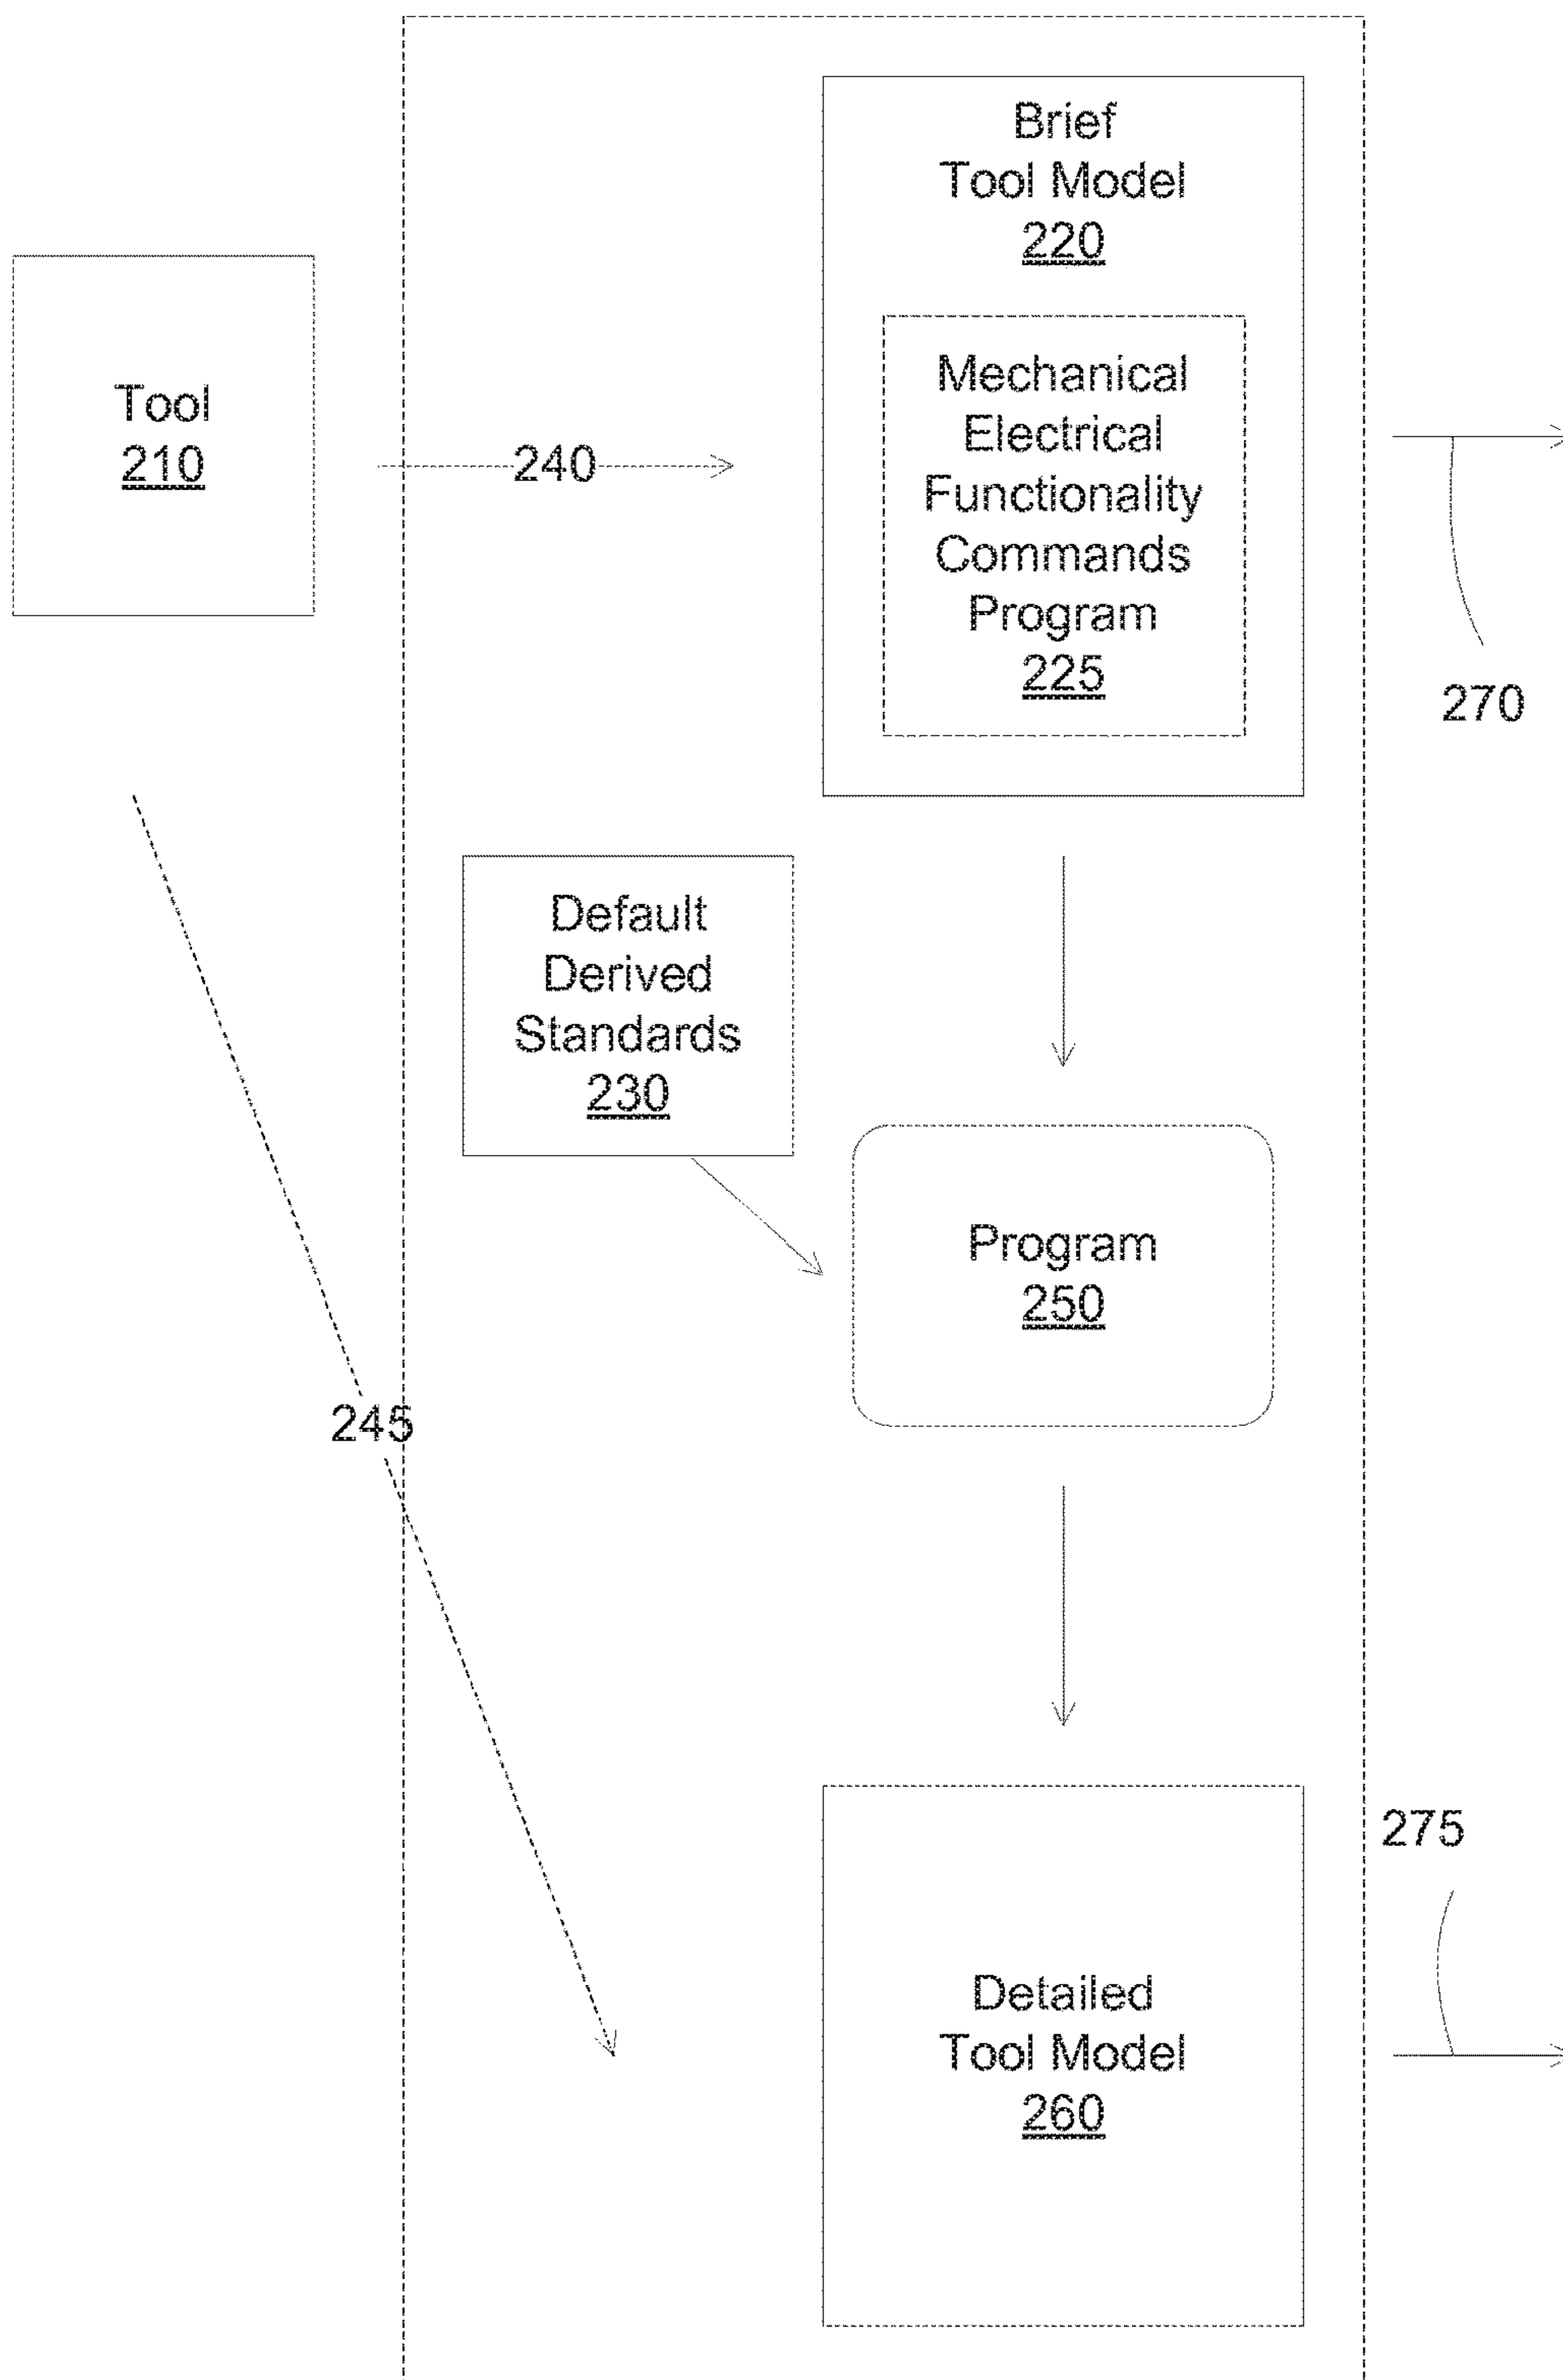 Brief
Tool Model
220
Tool
210
240
Mechanical
Electrical
Functionality
Commands
Program
225
270
Default
Derived
Standards
230
Program
250
245
275
Detailed
Tool Model
260